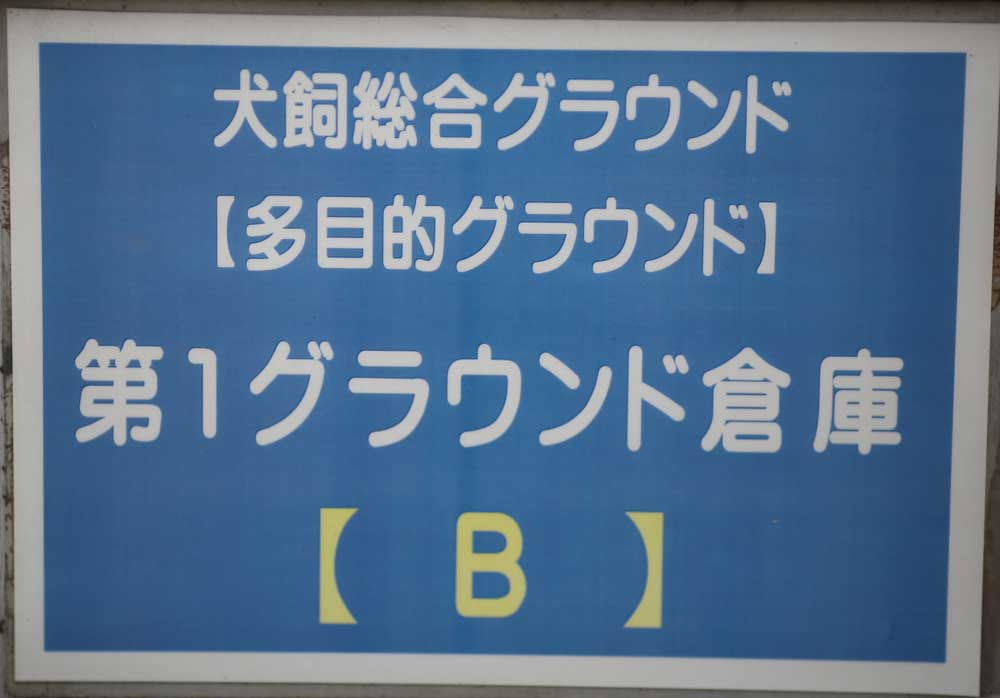 犬飼総合グラウンド
【多目的グラウンド】
第1グラウンド倉庫
【 B 】